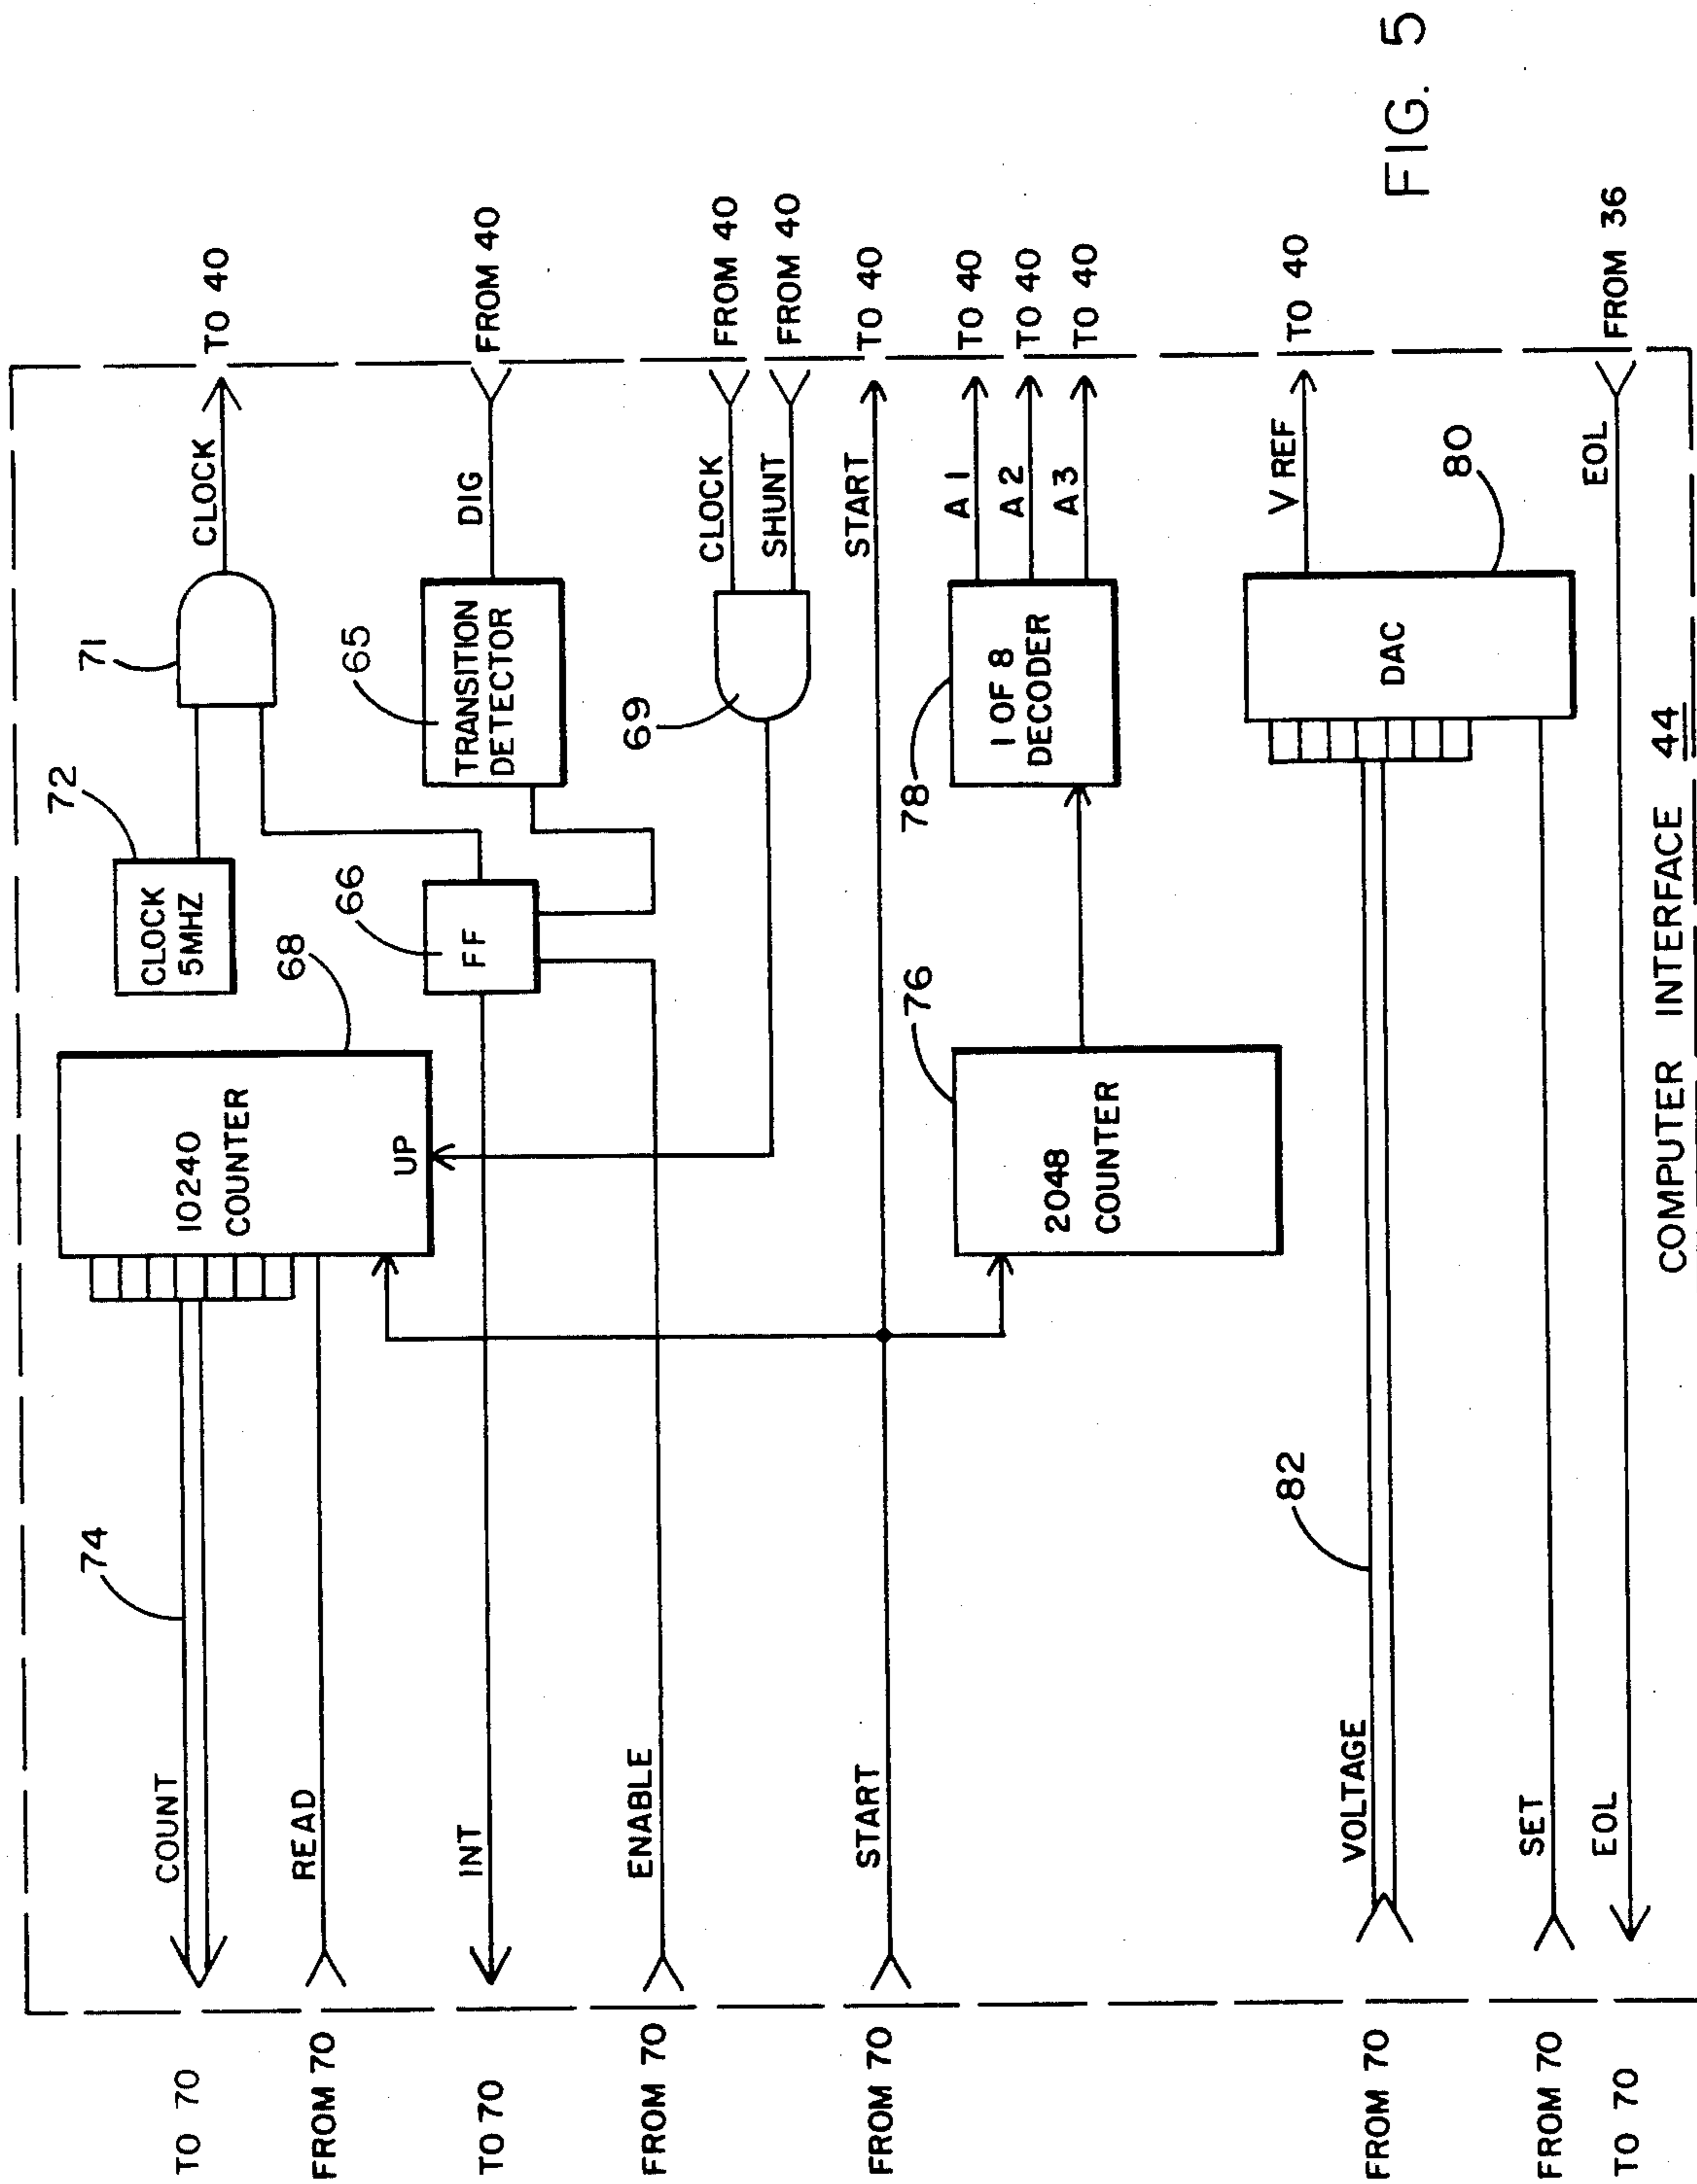 TO 70
COUNT
74
10240
COUNTER
UP
68
CLOCK
5MHZ
72
71
CLOCK
TO 40
FROM 70
READ
TO 70
INT
FF
66
TRANSITION
DETECTOR
65
DIG
FROM 40
FROM 70
ENABLE
69
CLOCK
FROM 40
SHUNT
FROM 40
FROM 70
START
START
TO 40
2048
COUNTER
76
1 OF 8
DECODER
78
A 1
TO 40
A 2
TO 40
A 3
TO 40
FROM 70
VOLTAGE
82
DAC
80
V REF
TO 40
FROM 70
SET
TO 70
EOL
EOL
FROM 36
COMPUTER INTERFACE 44
FIG. 5